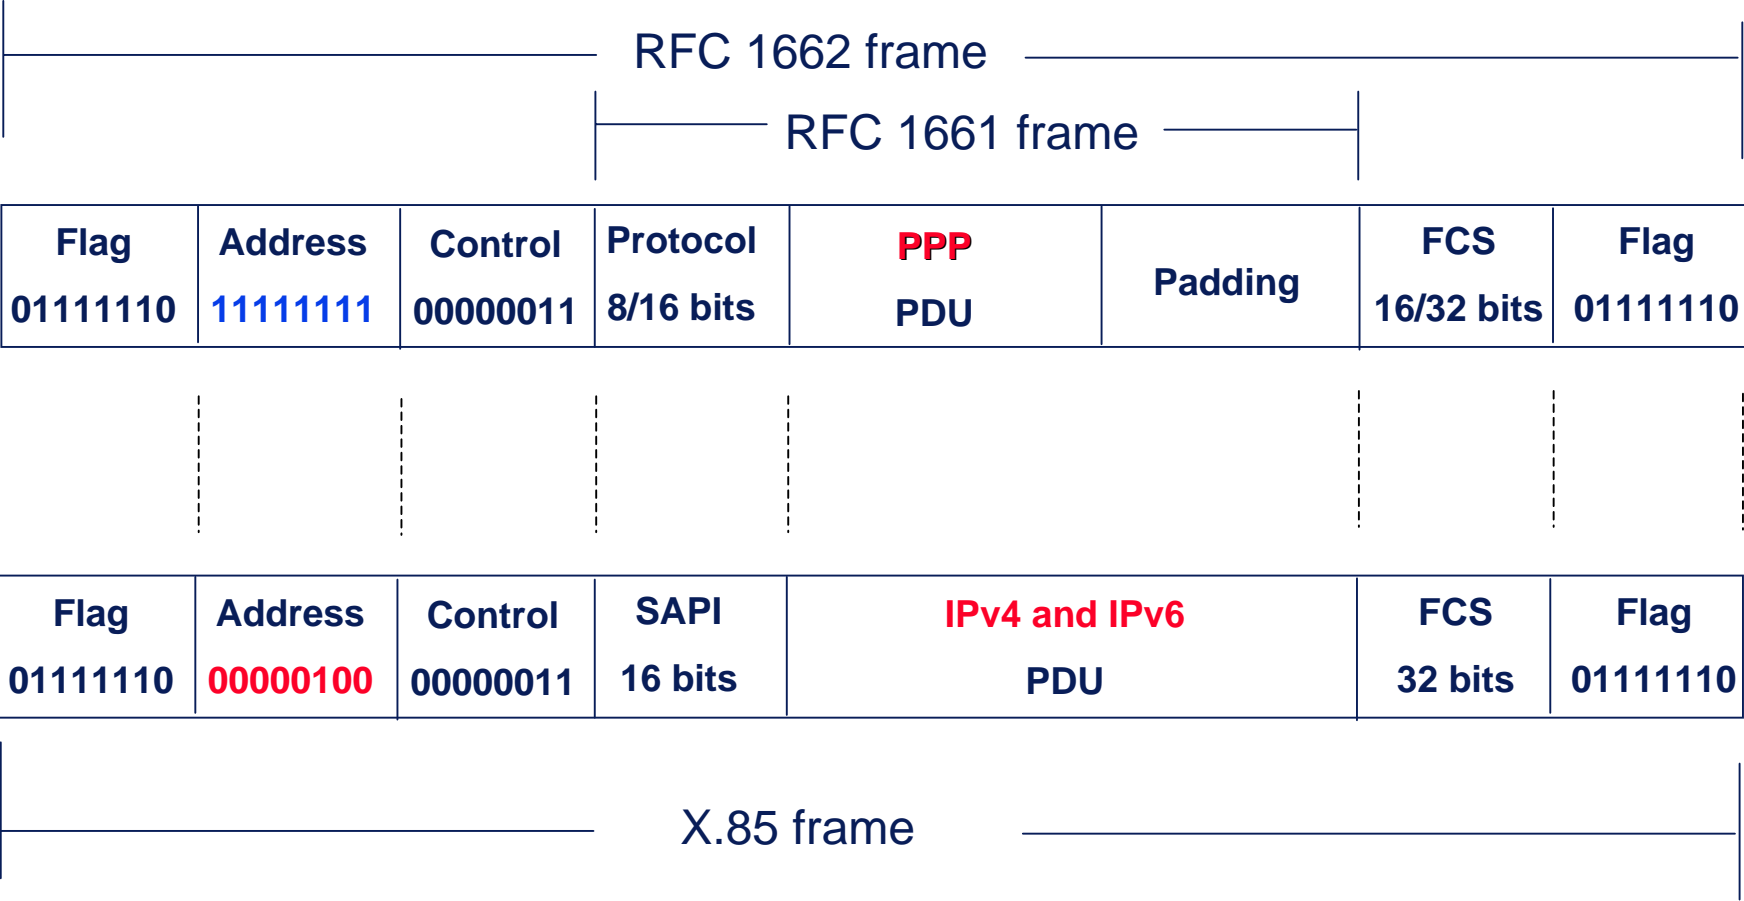 RFC 1662 frame
RFC 1661 frame
Flag Address Control Protocol PPP Padding FCS Flag
01111110 11111111 00000011 8/16 bits PDU 16/32 bits 01111110
Flag Address Control SAPI IPv4 and IPv6 FCS Flag
01111110 00000100 00000011 16 bits PDU 32 bits 01111110
X.85 frame